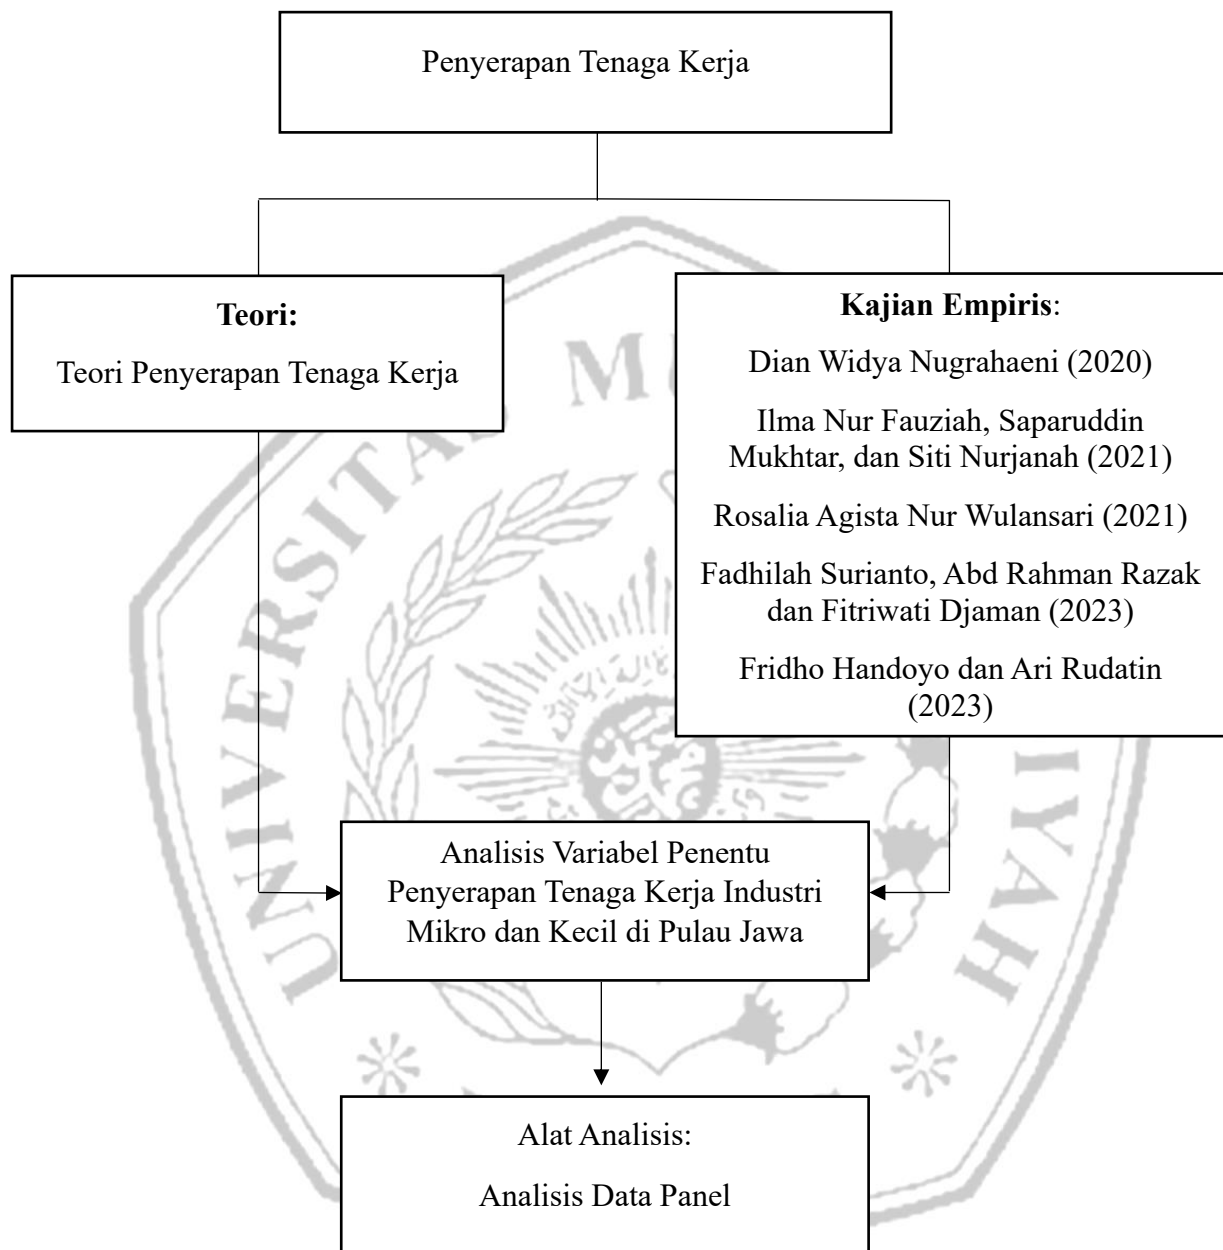 Penyerapan Tenaga Kerja
Teori:
Teori Penyerapan Tenaga Kerja
Kajian Empiris:
Dian Widya Nugrahaeni (2020)
Ilma Nur Fauziah, Saparuddin
Mukhtar, dan Siti Nurjanah (2021)
Rosalia Agista Nur Wulansari (2021)
Fadhilah Surianto, Abd Rahman Razak
dan Fitriwati Djaman (2023)
Fridho Handoyo dan Ari Rudatin
(2023)
Analisis Variabel Penentu
Penyerapan Tenaga Kerja Industri
Mikro dan Kecil di Pulau Jawa
Alat Analisis:
Analisis Data Panel
UNIVERSITAS